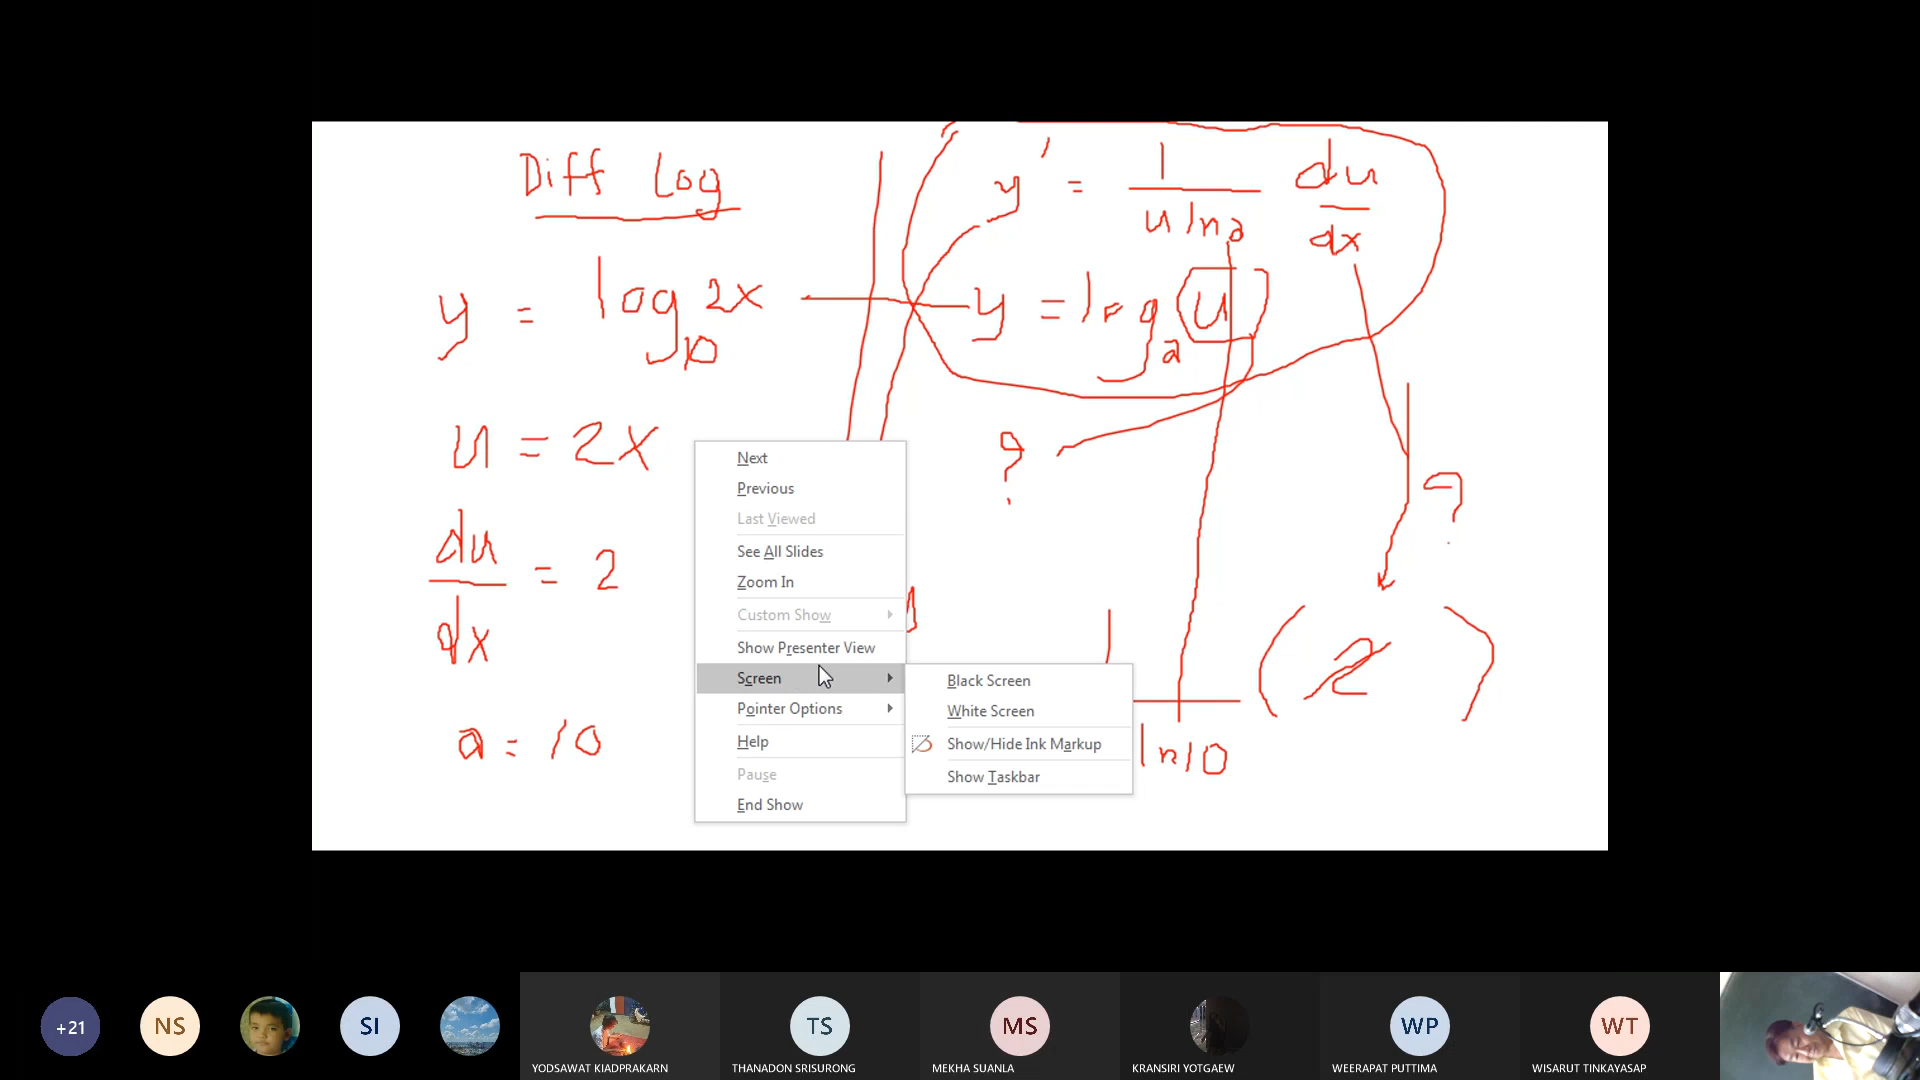 Diff Log
y = log₁₀ 2x
u = 2x
du/dx = 2
a = 10
y' = 1/(u ln a) du/dx
y = logₐ (u)
?
?
ln 10
( 2 )
Next
Previous
Last Viewed
See All Slides
Zoom In
Custom Show
Show Presenter View
Screen
Pointer Options
Help
Pause
End Show
Black Screen
White Screen
Show/Hide Ink Markup
Show Taskbar
+21
NS
SI
TS
MS
WP
WT
YODSAWAT KIADPRAKARN
THANADON SRISURONG
MEKHA SUANLA
KRANSIRI YOTGAEW
WEERAPAT PUTTIMA
WISARUT TINKAYASAP